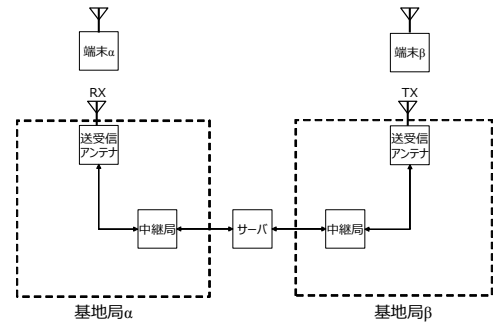 端末α
端末β
RX
TX
送受信
アンテナ
送受信
アンテナ
中継局
サーバ
中継局
基地局α
基地局β